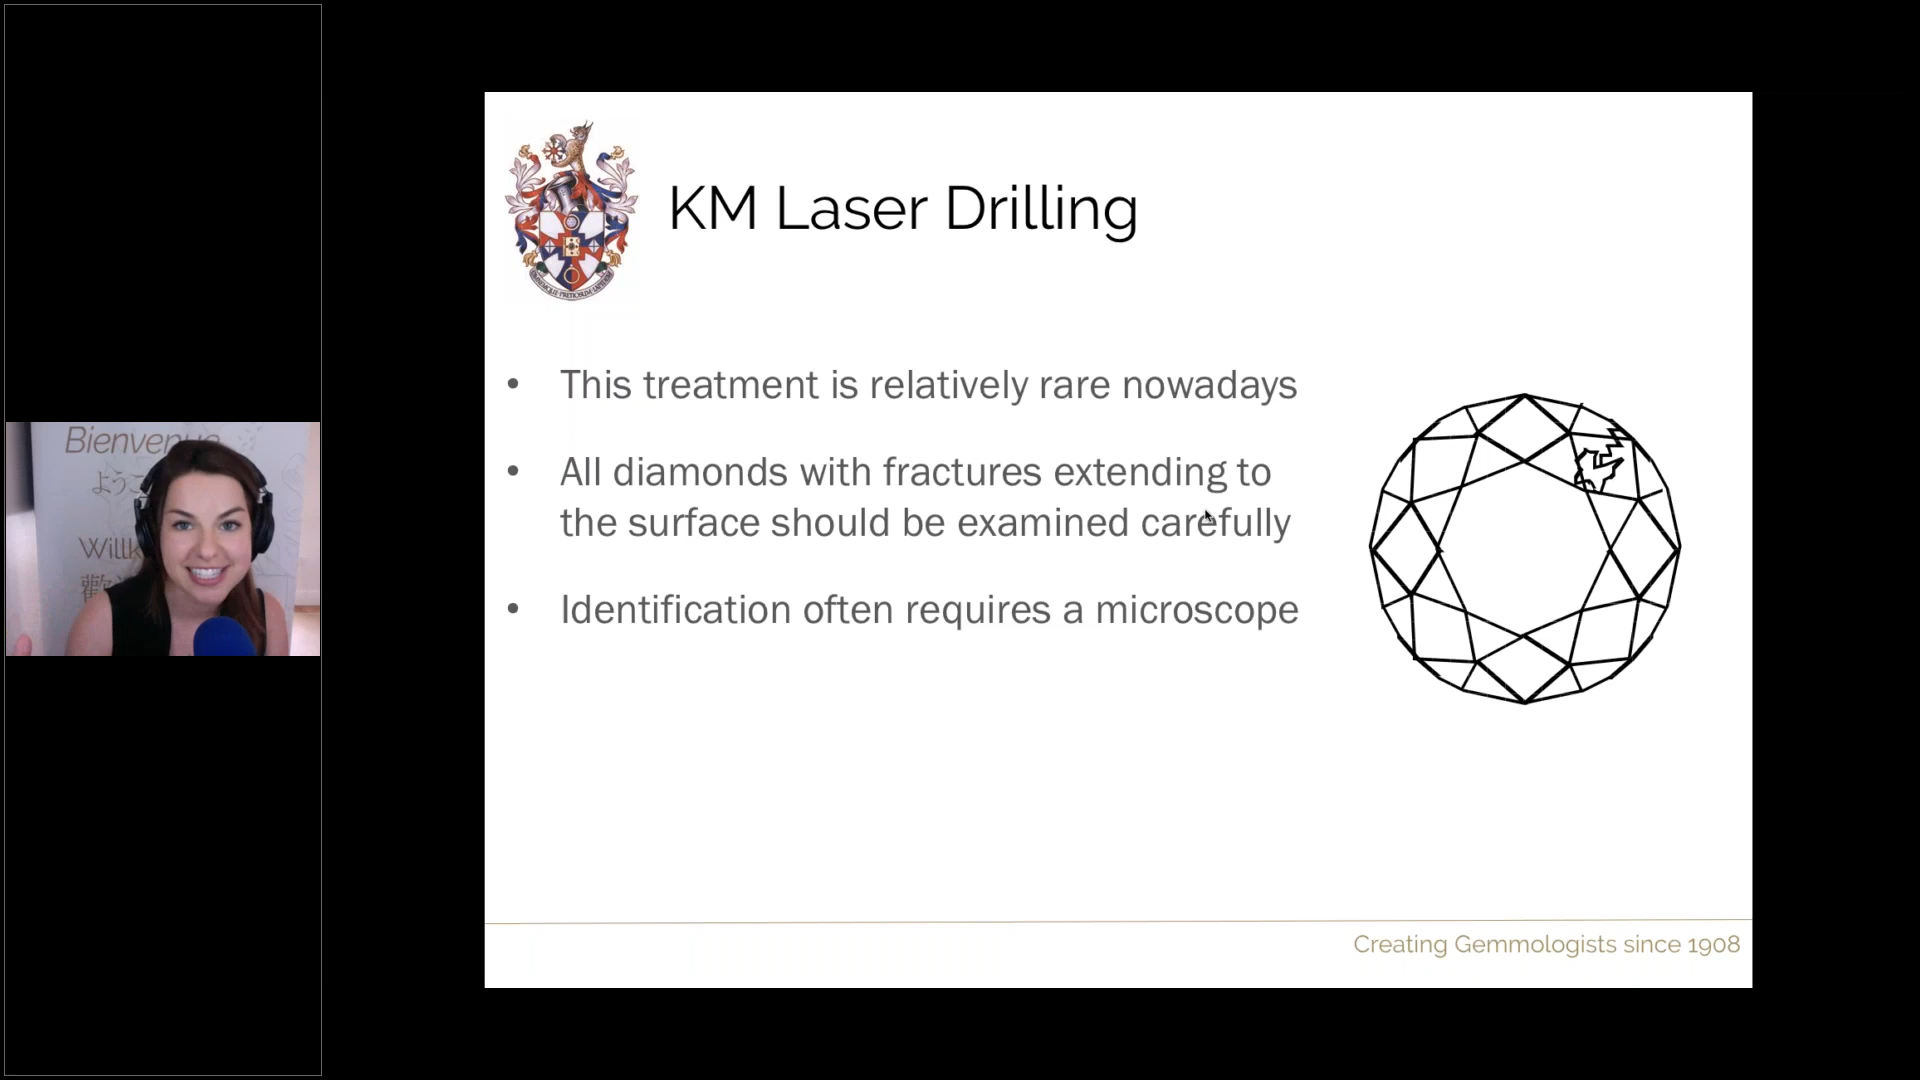 KM Laser Drilling
• This treatment is relatively rare nowadays
• All diamonds with fractures extending to
the surface should be examined carefully
• Identification often requires a microscope
Creating Gemmologists since 1908
Bienvenue
ようこ
Willk